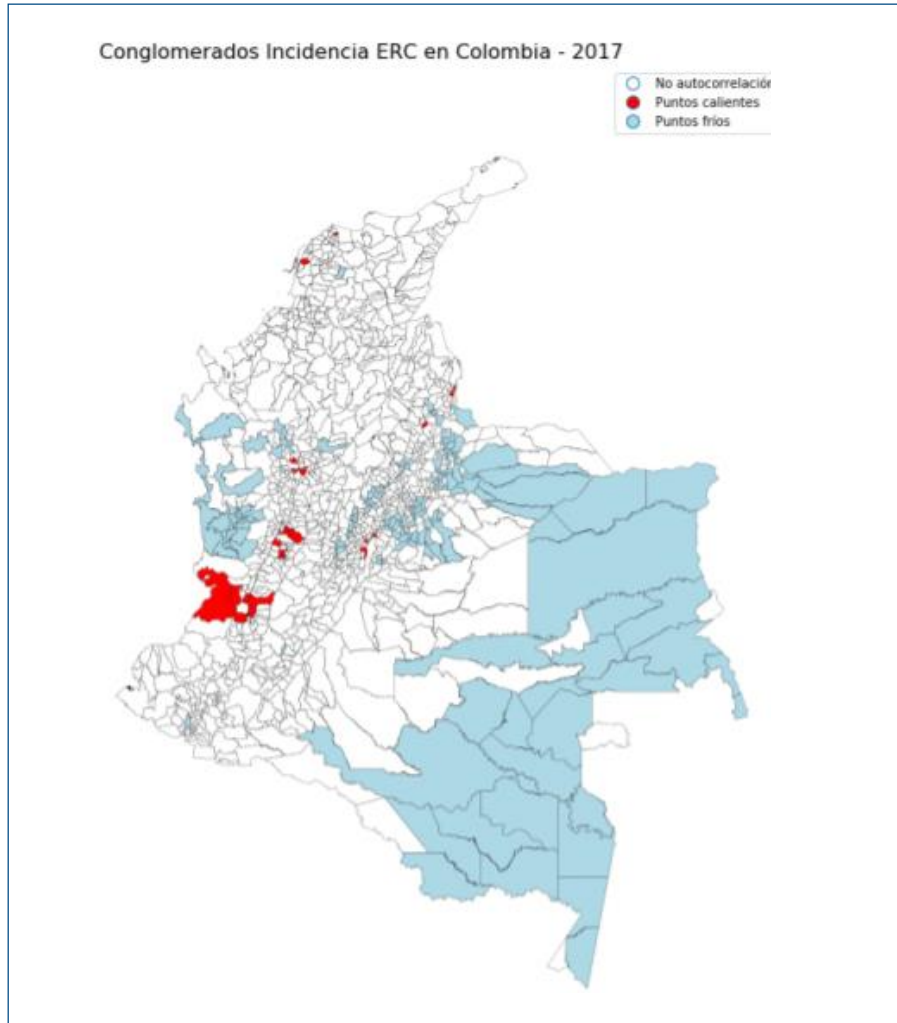 Conglomerados Incidencia ERC en Colombia - 2017
No autocorrelación
Puntos calientes
Puntos fríos